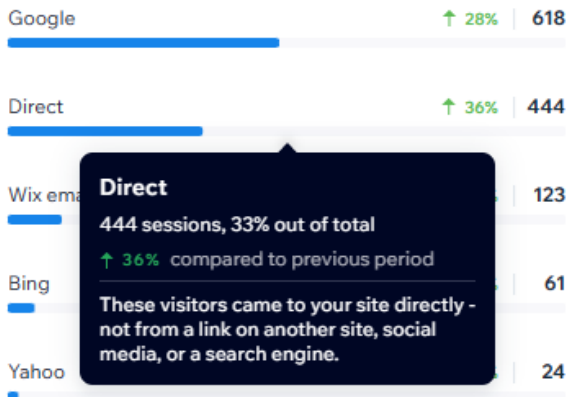 Google ↑ 28% 618
Direct ↑ 36% 444
Direct
444 sessions, 33% out of total
↑ 36% compared to previous period
These visitors came to your site directly -
not from a link on another site, social
media, or a search engine.
Wix 123
Bing 61
Yahoo 24